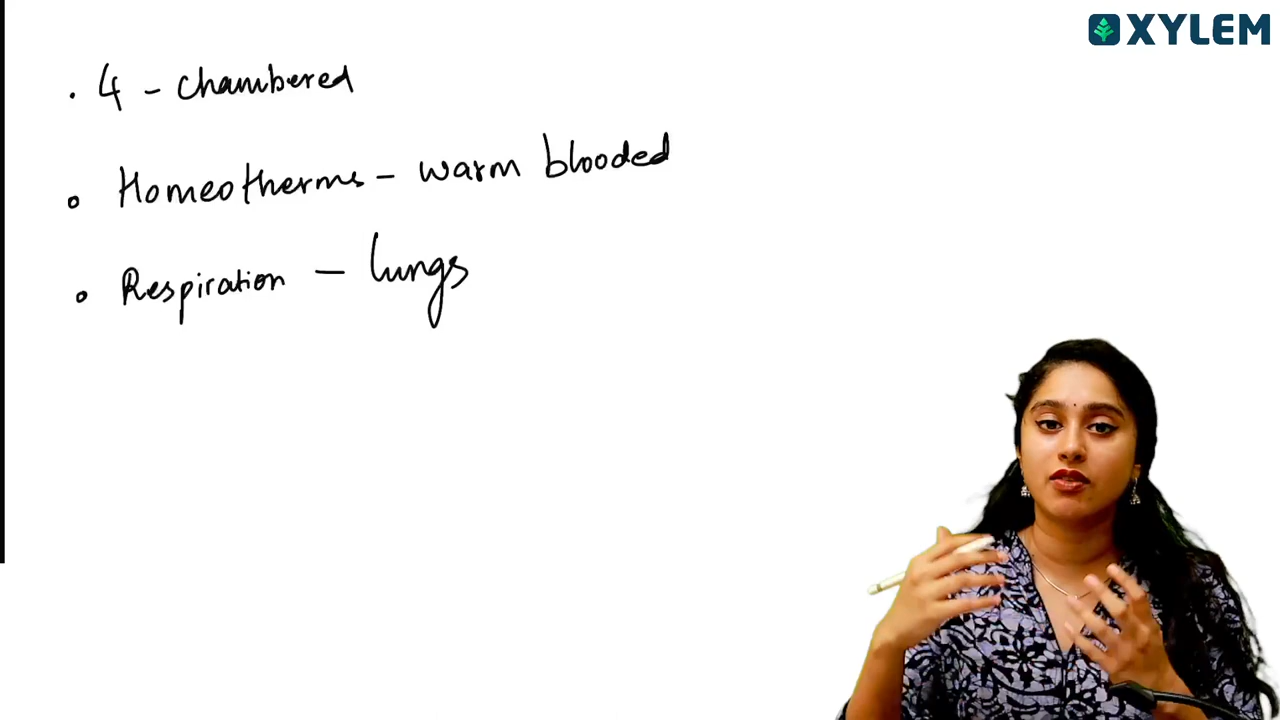 XYLEM
. 4 - chambered
o Homeotherms - warm blooded
o Respiration - lungs